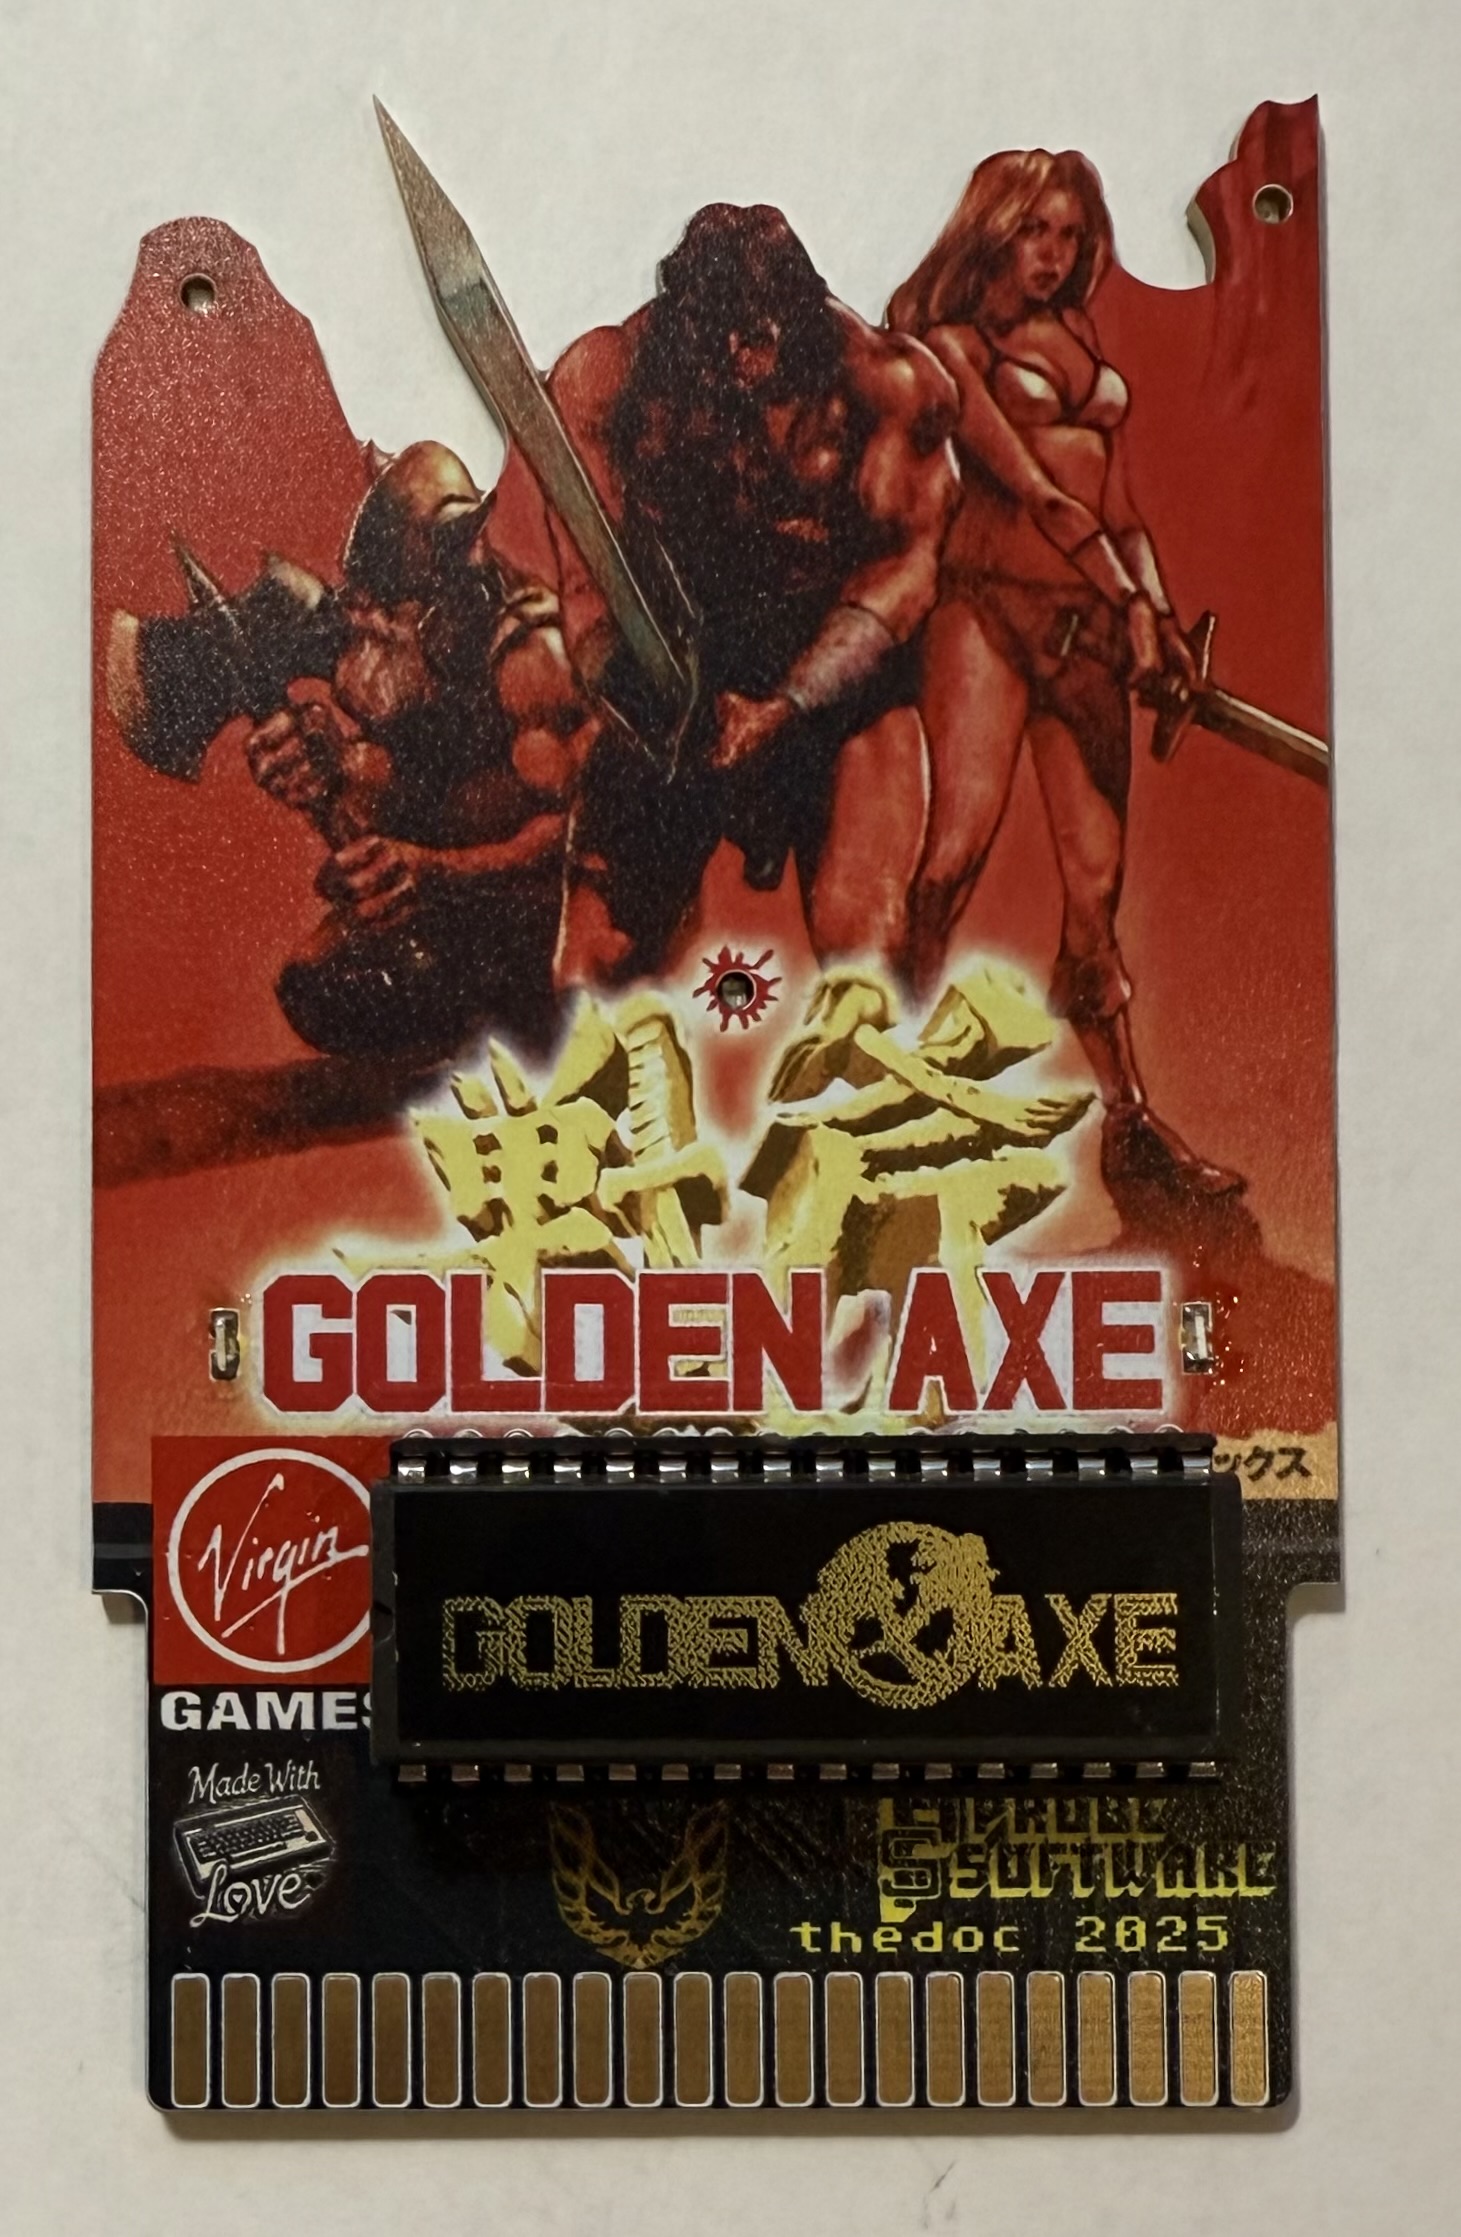 戦斧
GOLDEN AXE
ックス
Virgin
GAMES
GOLDEN AXE
Made With
Love
PROBE
SOFTWARE
thedoc 2025